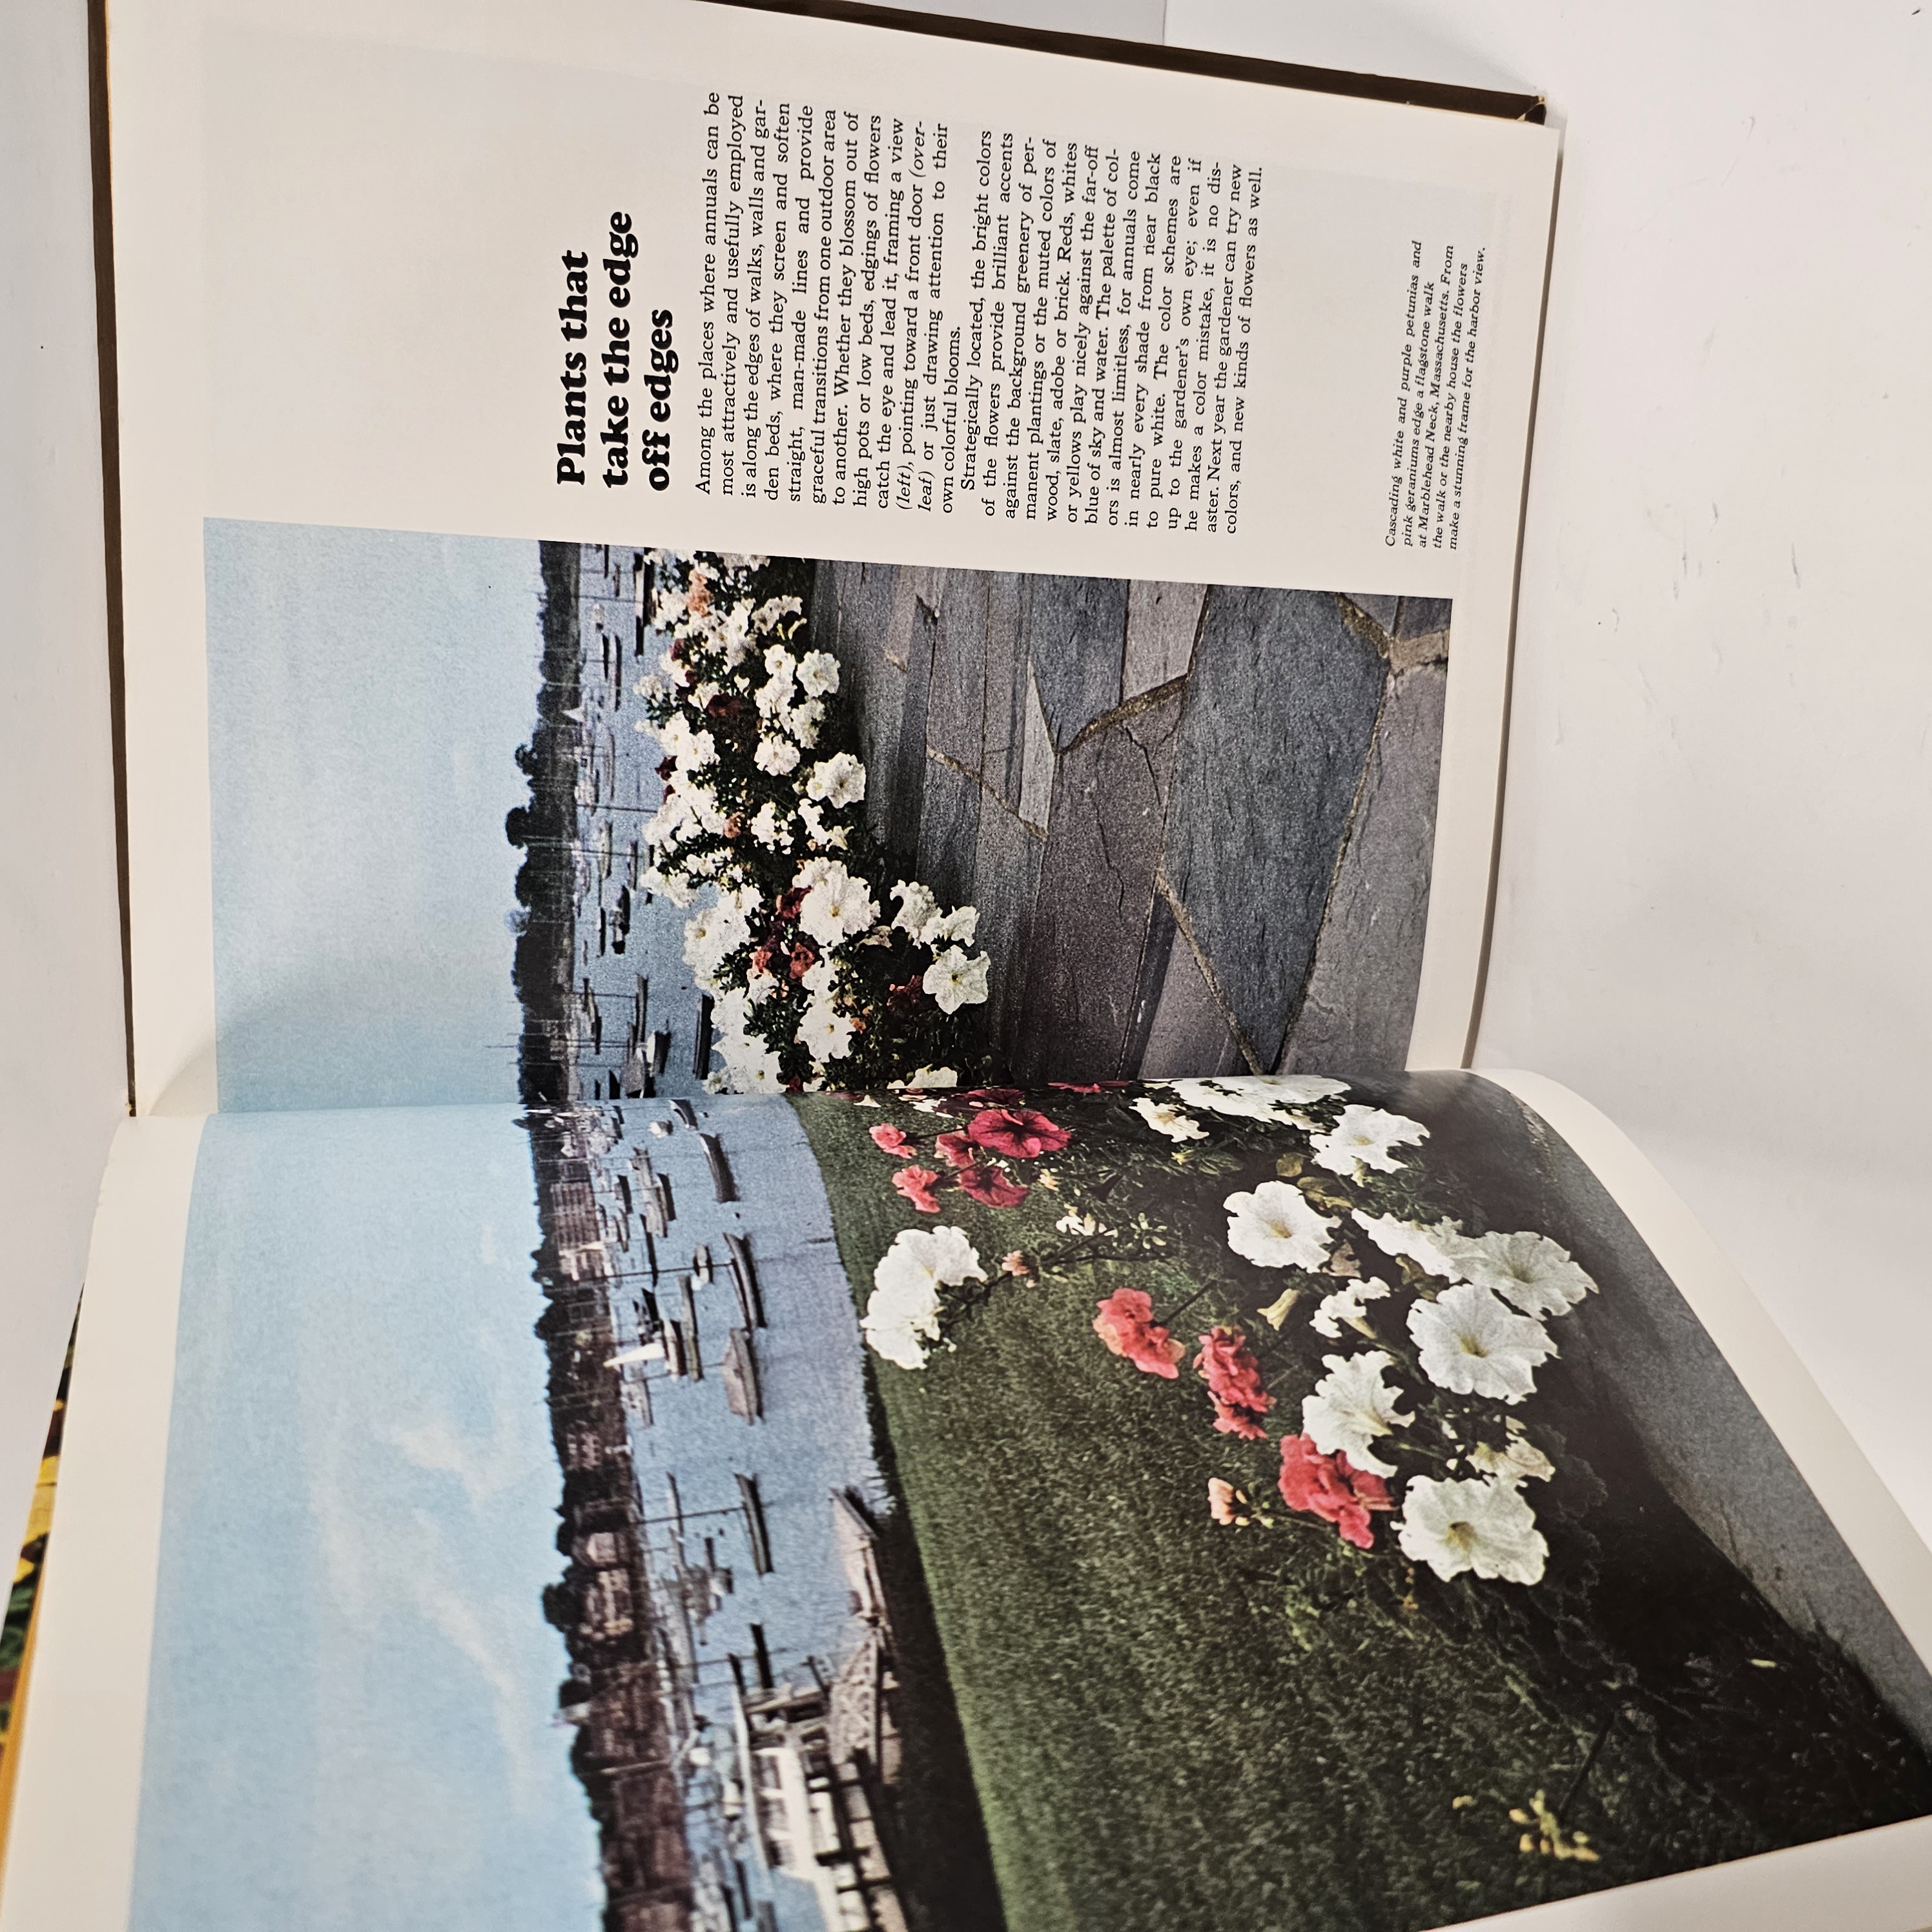 Plants that
take the edge
off edges
Among the places where annuals can be
most attractively and usefully employed
is along the edges of walks, walls and gar-
den beds, where they screen and soften
straight, man-made lines and provide
graceful transitions from one outdoor area
to another. Whether they blossom out of
high pots or low beds, edgings of flowers
catch the eye and lead it, framing a view
(left), pointing toward a front door (over-
leaf) or just drawing attention to their
own colorful blooms.
Strategically located, the bright colors
of the flowers provide brilliant accents
against the background greenery of per-
manent plantings or the muted colors of
wood, slate, adobe or brick. Reds, whites
or yellows play nicely against the far-off
blue of sky and water. The palette of col-
ors is almost limitless, for annuals come
in nearly every shade from near black
to pure white. The color schemes are
up to the gardener's own eye; even if
he makes a color mistake, it is no dis-
aster. Next year the gardener can try new
colors, and new kinds of flowers as well.
Cascading white and purple petunias and
pink geraniums edge a flagstone walk
at Marblehead Neck, Massachusetts. From
the walk or the nearby house the flowers
make a stunning frame for the harbor view.